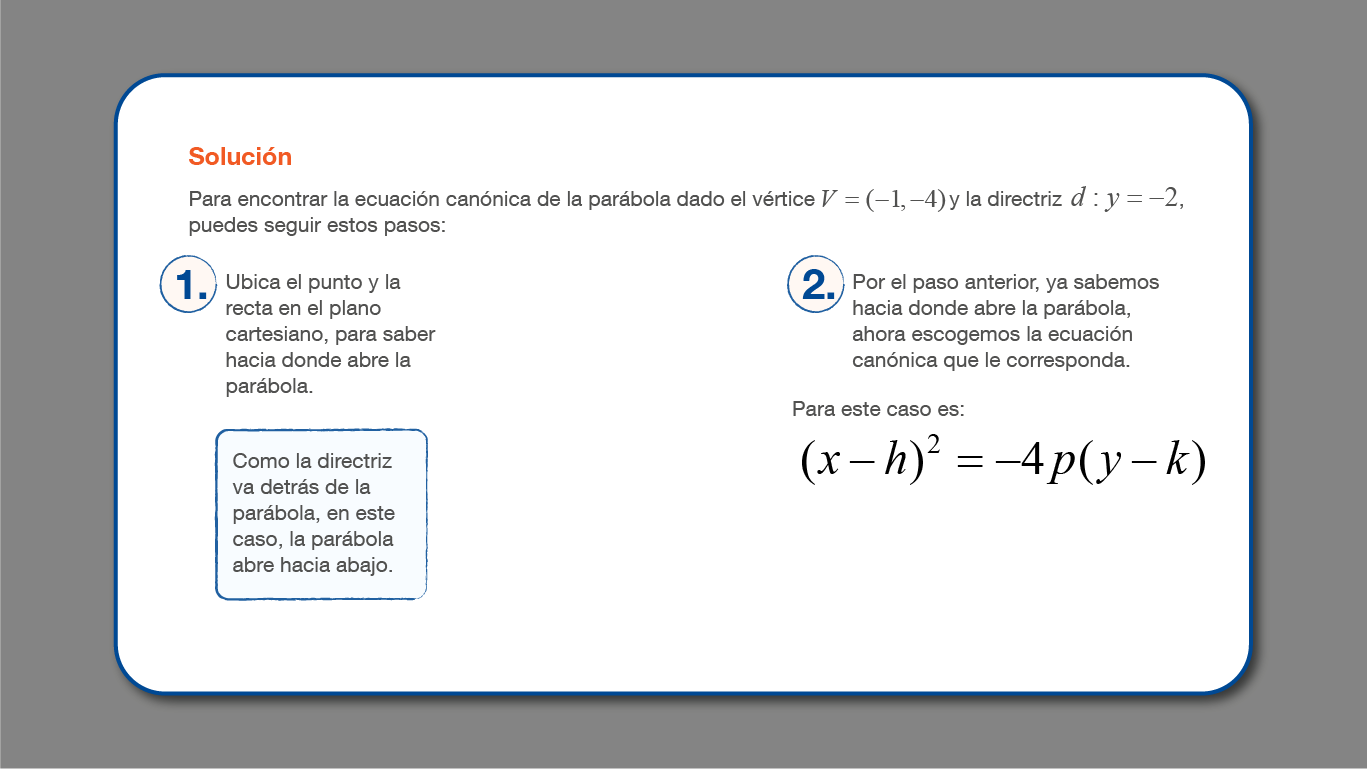 Solución
Para encontrar la ecuación canónica de la parábola dado el vértice V = (−1, −4) y la directriz d : y = −2,
puedes seguir estos pasos:
1. Ubica el punto y la
recta en el plano
cartesiano, para saber
hacia donde abre la
parábola.
Como la directriz
va detrás de la
parábola, en este
caso, la parábola
abre hacia abajo.
2. Por el paso anterior, ya sabemos
hacia donde abre la parábola,
ahora escogemos la ecuación
canónica que le corresponda.
Para este caso es:
(x − h)² = −4p(y − k)